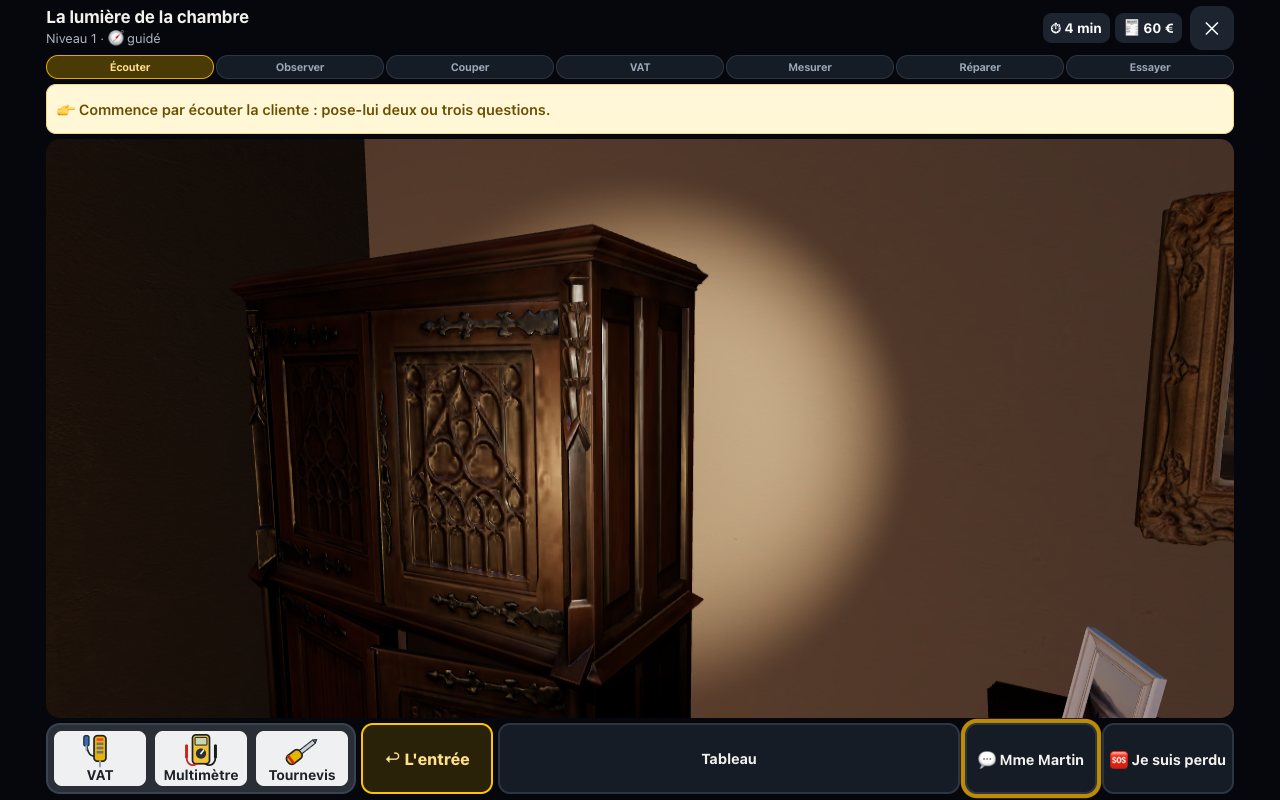 La lumière de la chambre
Niveau 1 · guidé
4 min
60 €
Écouter
Observer
Couper
VAT
Mesurer
Réparer
Essayer
Commence par écouter la cliente : pose-lui deux ou trois questions.
VAT
Multimètre
Tournevis
L'entrée
Tableau
Mme Martin
SOS Je suis perdu